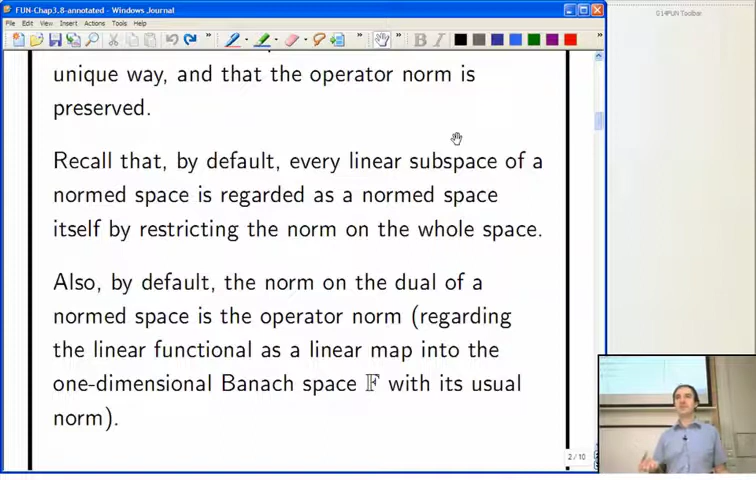 FUN-Chap3.8-annotated - Windows Journal
G14FUN Toolbar
File Edit View Insert Actions Tools Help
B I
unique way, and that the operator norm is
preserved.
Recall that, by default, every linear subspace of a
normed space is regarded as a normed space
itself by restricting the norm on the whole space.
Also, by default, the norm on the dual of a
normed space is the operator norm (regarding
the linear functional as a linear map into the
one-dimensional Banach space 𝔽 with its usual
norm).
2 / 10